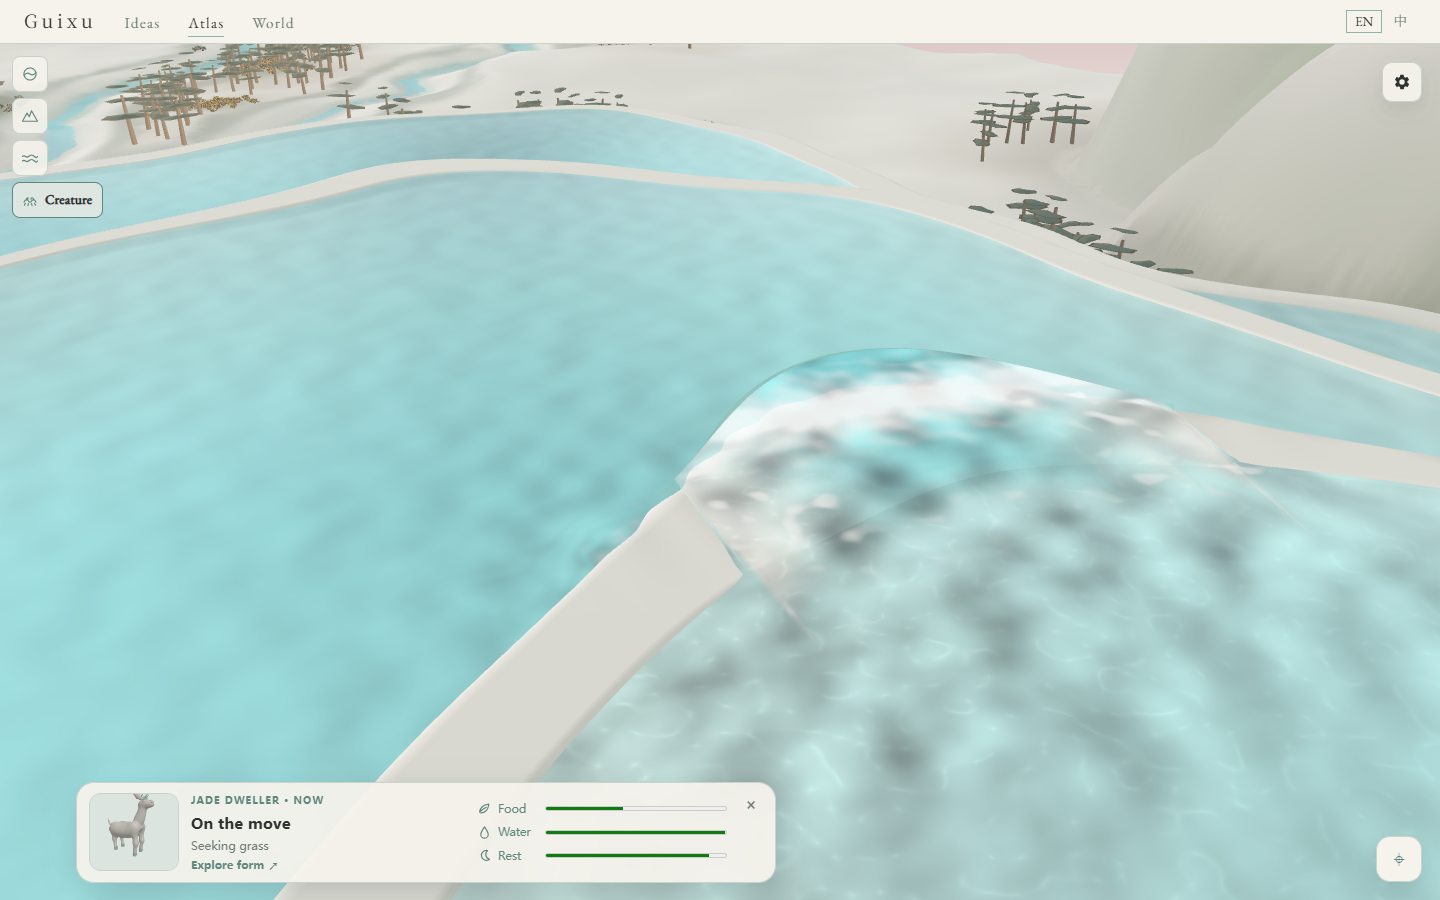 Guixu
Ideas
Atlas
World
EN
中
Creature
JADE DWELLER • NOW
On the move
Seeking grass
Explore form ↗
Food
Water
Rest
×